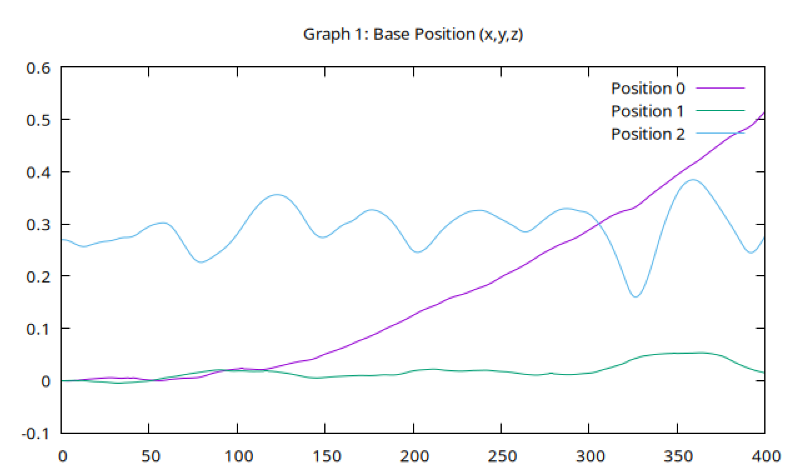 Graph 1: Base Position (x,y,z)
0.6
Position 0
Position 1
0.5
Position 2
0.4
0.3
0.2
0.1
0
-0.1
0 50 100 150 200 250 300 350 400